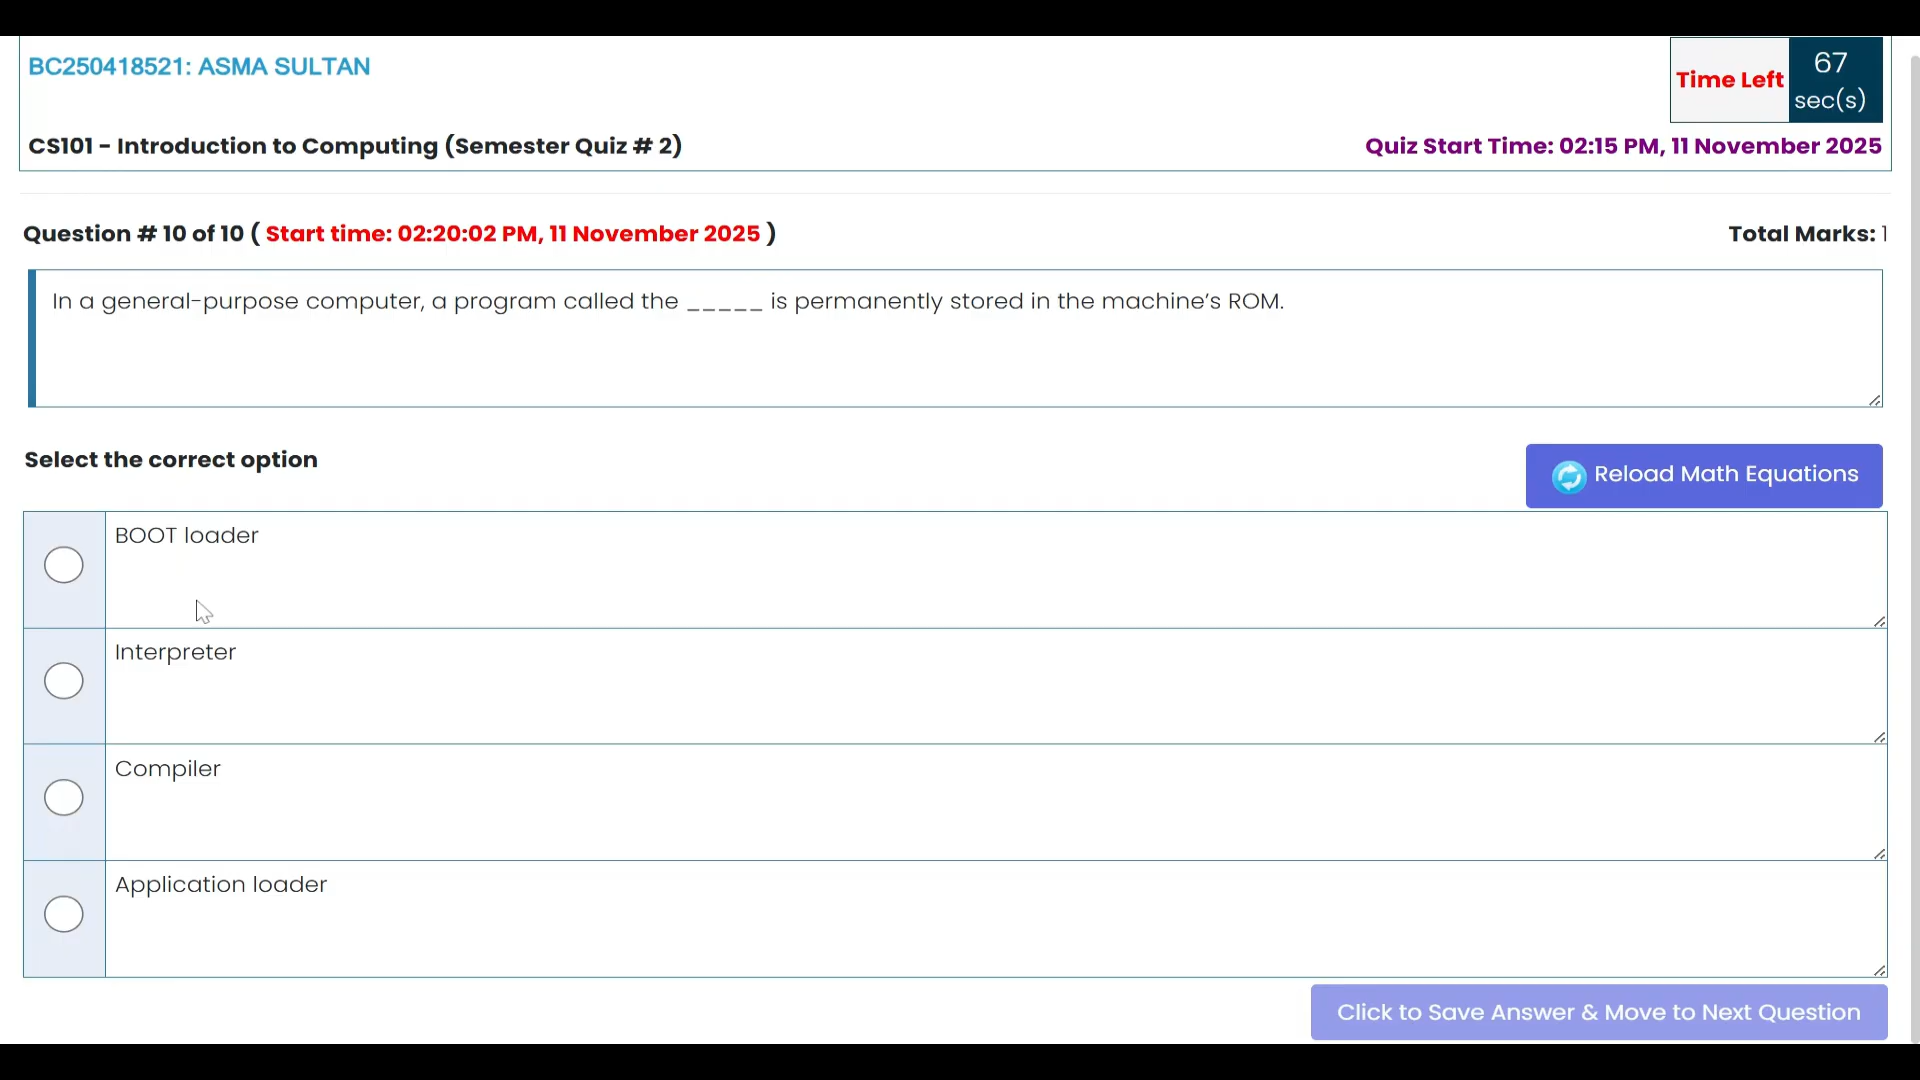 BC250418521: ASMA SULTAN
Time Left
67
sec(s)
CS101 - Introduction to Computing (Semester Quiz # 2)
Quiz Start Time: 02:15 PM, 11 November 2025
Question # 10 of 10 ( Start time: 02:20:02 PM, 11 November 2025 )
Total Marks: 1
In a general-purpose computer, a program called the _____ is permanently stored in the machine’s ROM.
Select the correct option
Reload Math Equations
BOOT loader
Interpreter
Compiler
Application loader
Click to Save Answer & Move to Next Question